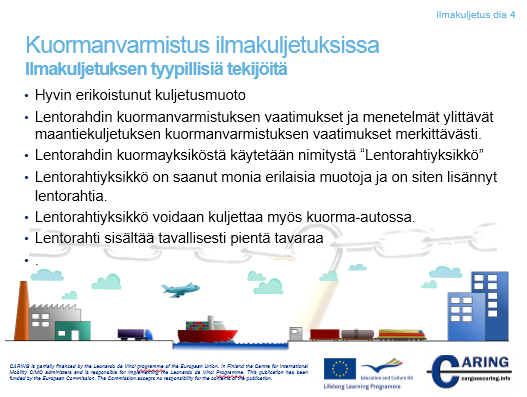 Ilmakuljetus dia 4
Kuormanvarmistus ilmakuljetuksissa
Ilmakuljetuksen tyypillisiä tekijöitä
• Hyvin erikoistunut kuljetusmuoto
• Lentorahdin kuormanvarmistuksen vaatimukset ja menetelmät ylittävät
maantiekuljetuksen kuormanvarmistuksen vaatimukset merkittävästi.
• Lentorahdin kuormayksiköstä käytetään nimitystä “Lentorahtiyksikkö”
• Lentorahtiyksikkö on saanut monia erilaisia muotoja ja on siten lisännyt
lentorahtia.
• Lentorahtiyksikkö voidaan kuljettaa myös kuorma-autossa.
• Lentorahti sisältää tavallisesti pientä tavaraa
• .
CARING is partially financed by the Leonardo da Vinci programme of the European Union. In Finland the Centre for International
Mobility CIMO administers and is responsible for implementing the Leonardo da Vinci Programme. This publication has been
funded by the European Commission. The Commission accepts no responsibility for the contents of the publication.
Education and Culture DG
Lifelong Learning Programme
CARING
cargosecuring.info